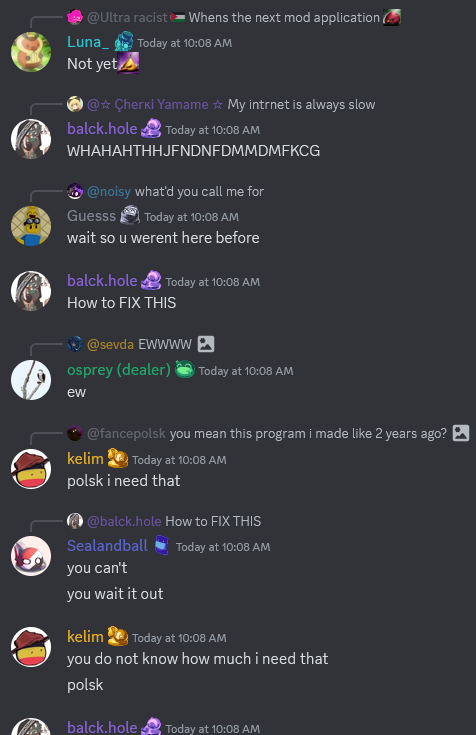 @Ultra racist Whens the next mod application
Luna_ Today at 10:08 AM
Not yet
@☆ Çherкi Yamame ☆ My intrnet is always slow
balck.hole Today at 10:08 AM
WHAHAHTHHJFNDNFDMMDMFKCG
@noisy what'd you call me for
Guesss Today at 10:08 AM
wait so u werent here before
balck.hole Today at 10:08 AM
How to FIX THIS
@sevda EWWWW
osprey (dealer) Today at 10:08 AM
ew
@fancepolsk you mean this program i made like 2 years ago?
kelim Today at 10:08 AM
polsk i need that
@balck.hole How to FIX THIS
Sealandball Today at 10:08 AM
you can't
you wait it out
kelim Today at 10:08 AM
you do not know how much i need that
polsk
balck.hole Today at 10:08 AM